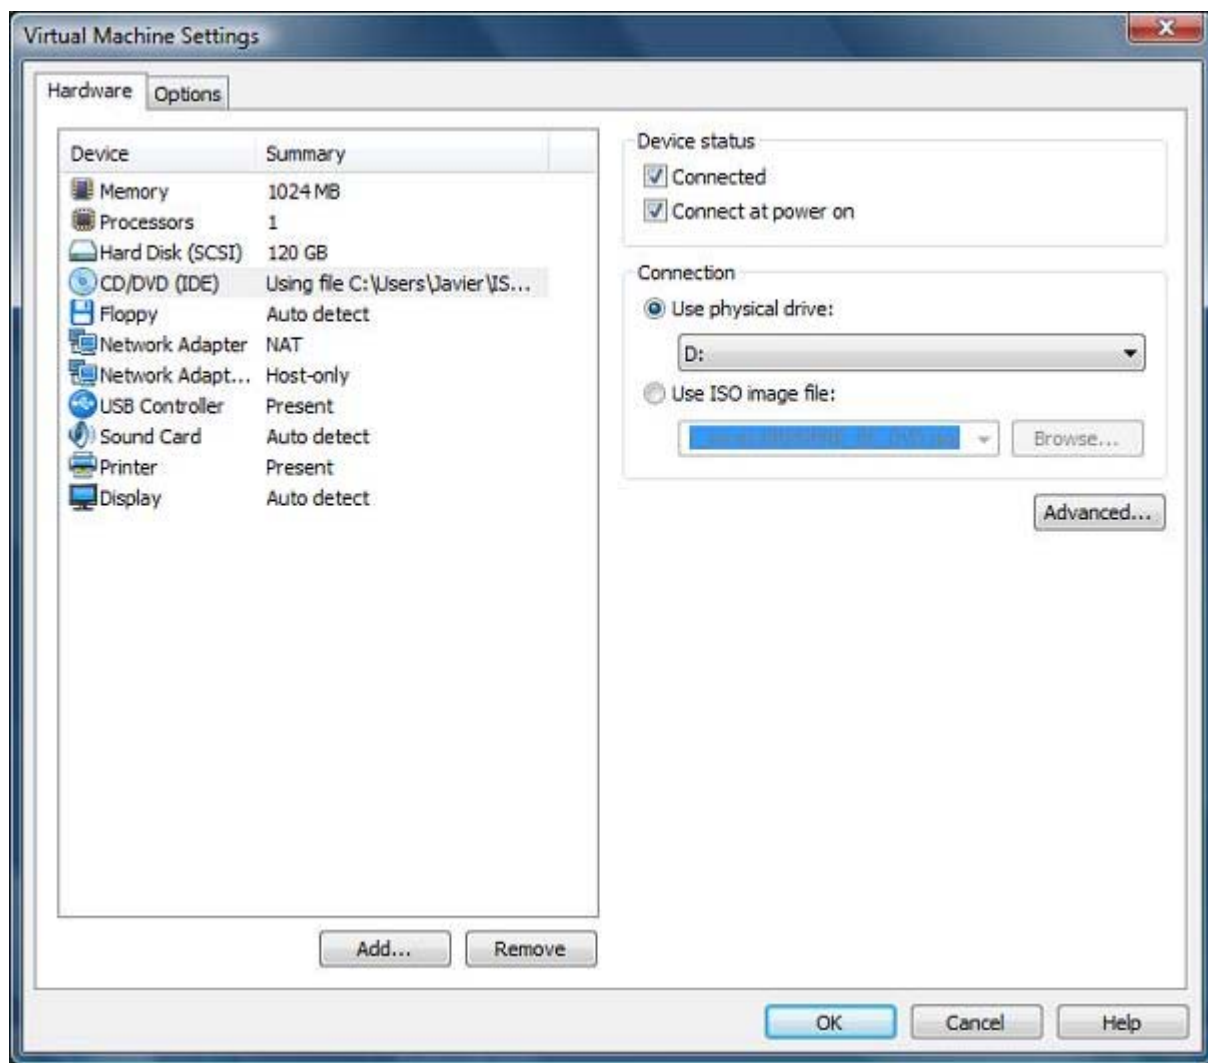 Virtual Machine Settings
Hardware Options
Device Summary
Memory 1024 MB
Processors 1
Hard Disk (SCSI) 120 GB
CD/DVD (IDE) Using file C:\Users\Javier\IS...
Floppy Auto detect
Network Adapter NAT
Network Adapt... Host-only
USB Controller Present
Sound Card Auto detect
Printer Present
Display Auto detect
Add... Remove
Device status
Connected
Connect at power on
Connection
Use physical drive:
D:
Use ISO image file:
Browse...
Advanced...
OK Cancel Help